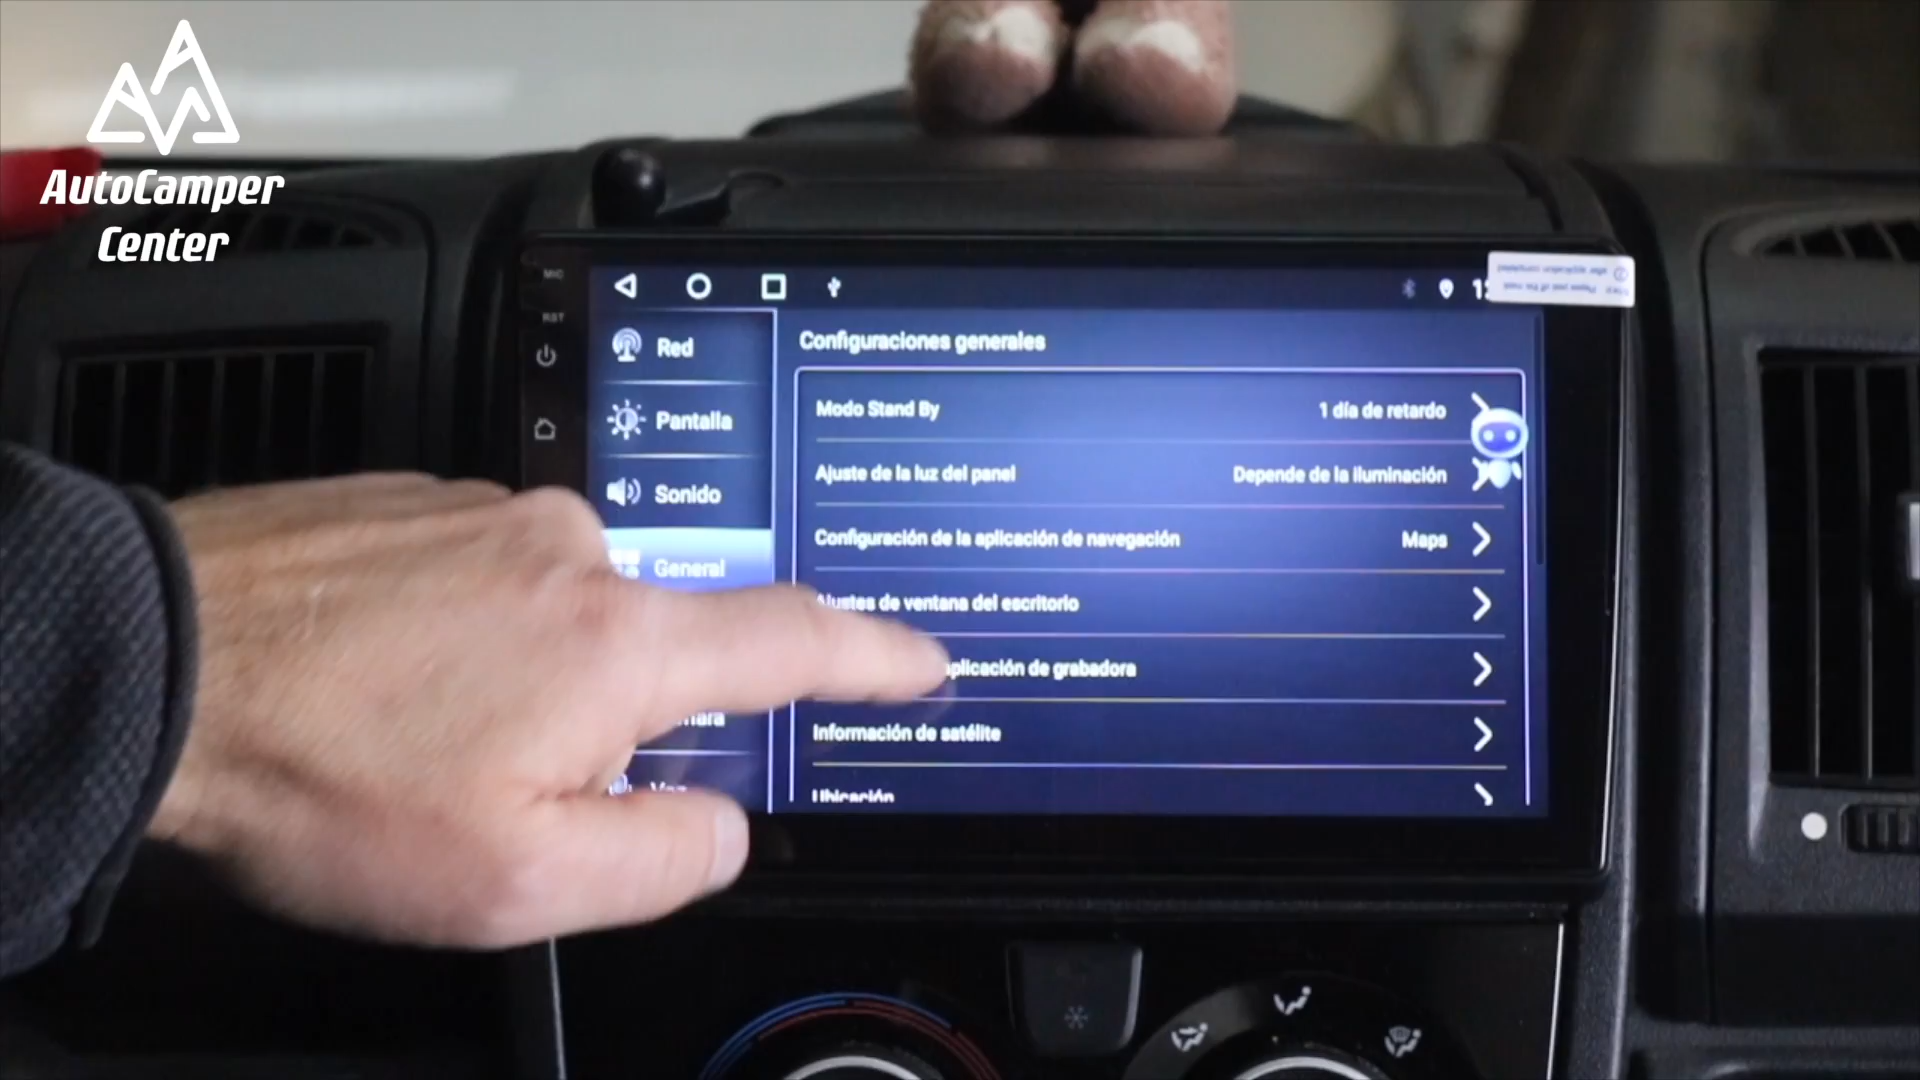 AutoCamper
Center
MIC
RST
Red
Pantalla
Sonido
General
Configuraciones generales
Modo Stand By 1 día de retardo
Ajuste de la luz del panel Depende de la iluminación
Configuración de la aplicación de navegación Maps
Ajustes de ventana del escritorio
aplicación de grabadora
Información de satélite
Ubicación
Voz